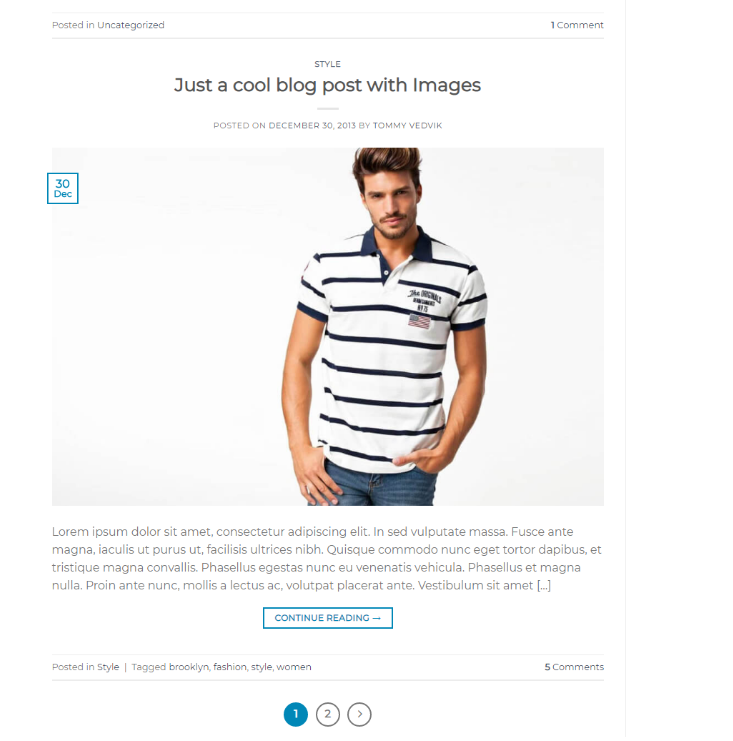 Posted in Uncategorized
1 Comment
STYLE
Just a cool blog post with Images
POSTED ON DECEMBER 30, 2013 BY TOMMY VEDVIK
30
Dec
The ORIGINALS
NY 73
Lorem ipsum dolor sit amet, consectetur adipiscing elit. In sed vulputate massa. Fusce ante
magna, iaculis ut purus ut, facilisis ultrices nibh. Quisque commodo nunc eget tortor dapibus, et
tristique magna convallis. Phasellus egestas nunc eu venenatis vehicula. Phasellus et magna
nulla. Proin ante nunc, mollis a lectus ac, volutpat placerat ante. Vestibulum sit amet [...]
CONTINUE READING →
Posted in Style | Tagged brooklyn, fashion, style, women
5 Comments
1 2